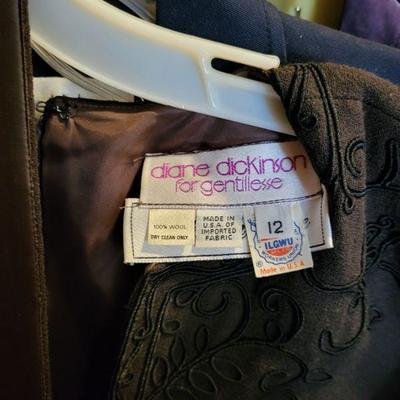 diane dickinson
for gentillesse
100% WOOL
DRY CLEAN ONLY
MADE IN
U.S.A. OF
IMPORTED
FABRIC
12
ILGWU
Made in U.S.A.